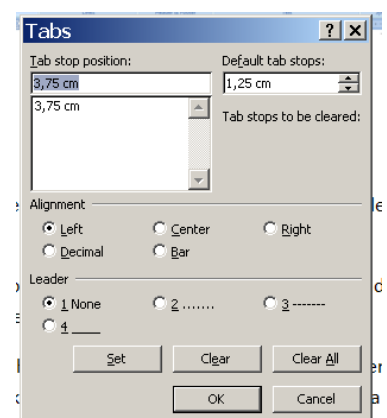 Tabs
Tab stop position: Default tab stops:
3,75 cm 1,25 cm
3,75 cm
Tab stops to be cleared:
Alignment
Left Center Right
Decimal Bar
Leader
1 None 2 ....... 3 -------
4 ____
Set Clear Clear All
OK Cancel